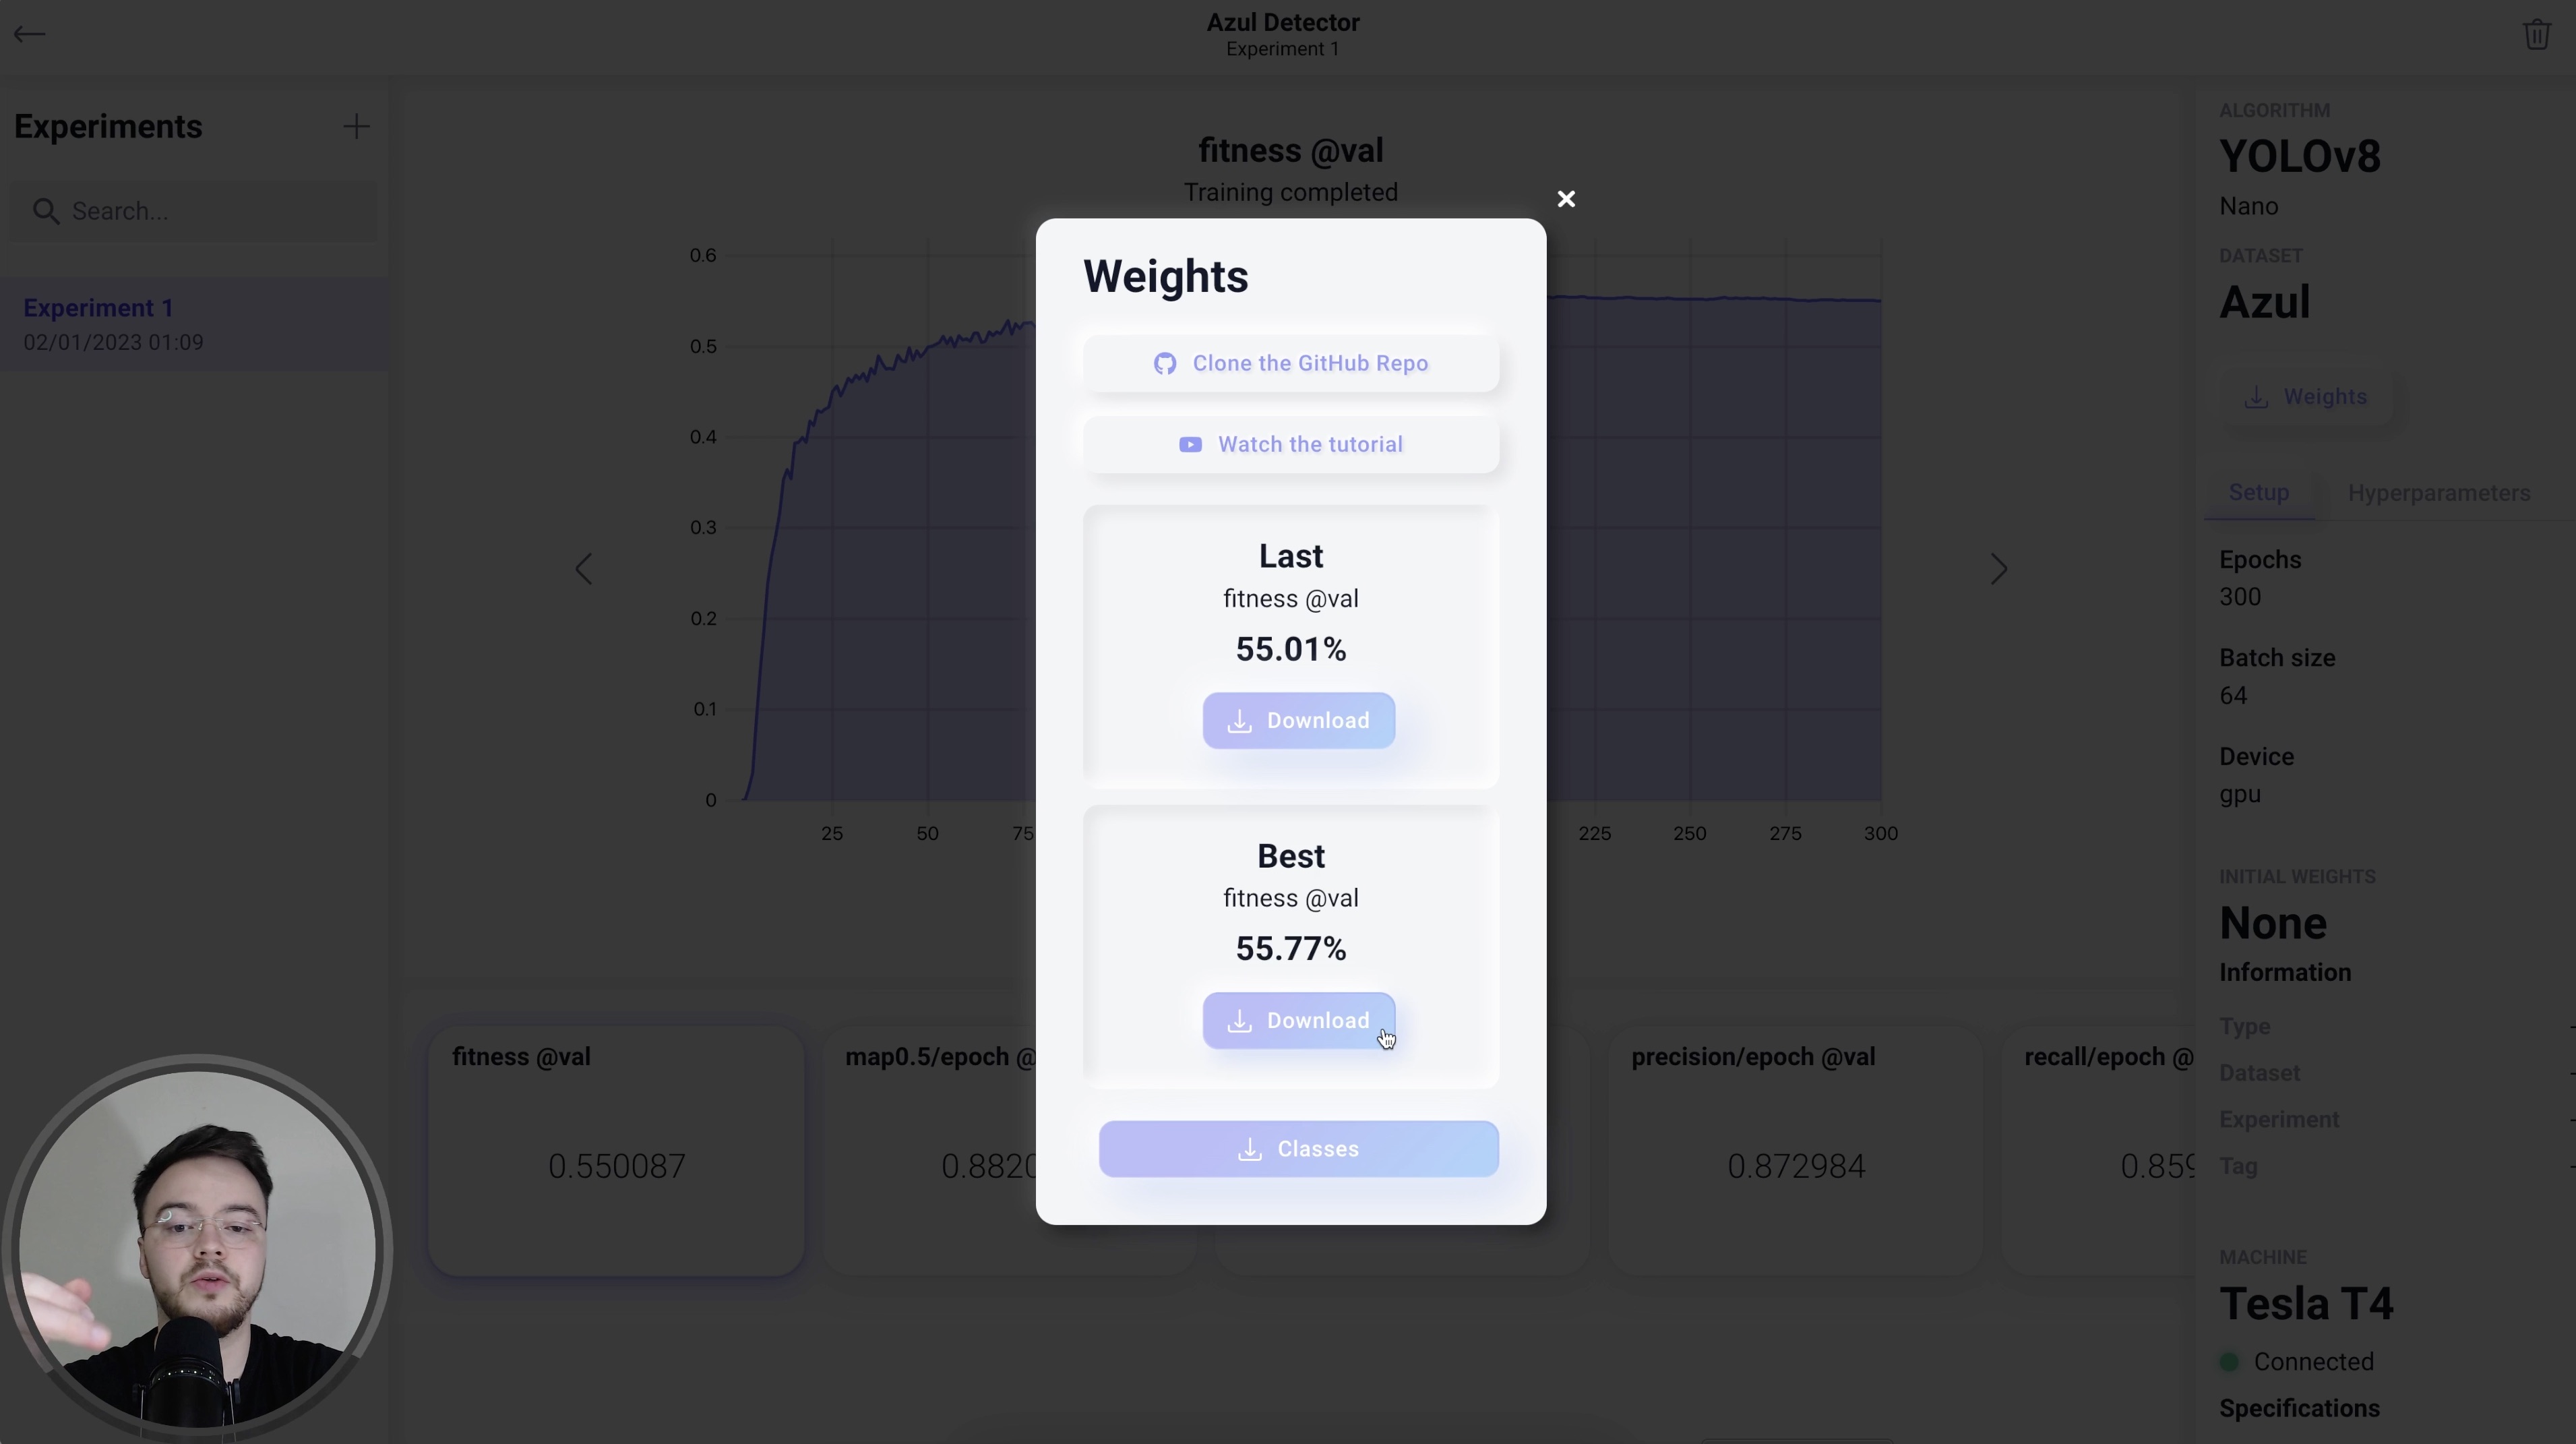 Azul Detector
Experiment 1
Experiments
Search...
Experiment 1
02/01/2023 01:09
fitness @val
Training completed
0.6
0.5
0.4
0.3
0.2
0.1
0
25
50
75
225
250
275
300
Weights
Clone the GitHub Repo
Watch the tutorial
Last
fitness @val
55.01%
Download
Best
fitness @val
55.77%
Download
Classes
fitness @val
0.550087
map0.5/epoch @
0.8820
precision/epoch @val
0.872984
recall/epoch @
0.859
ALGORITHM
YOLOv8
Nano
DATASET
Azul
Weights
Setup
Hyperparameters
Epochs
300
Batch size
64
Device
gpu
INITIAL WEIGHTS
None
Information
Type
Dataset
Experiment
Tag
MACHINE
Tesla T4
Connected
Specifications